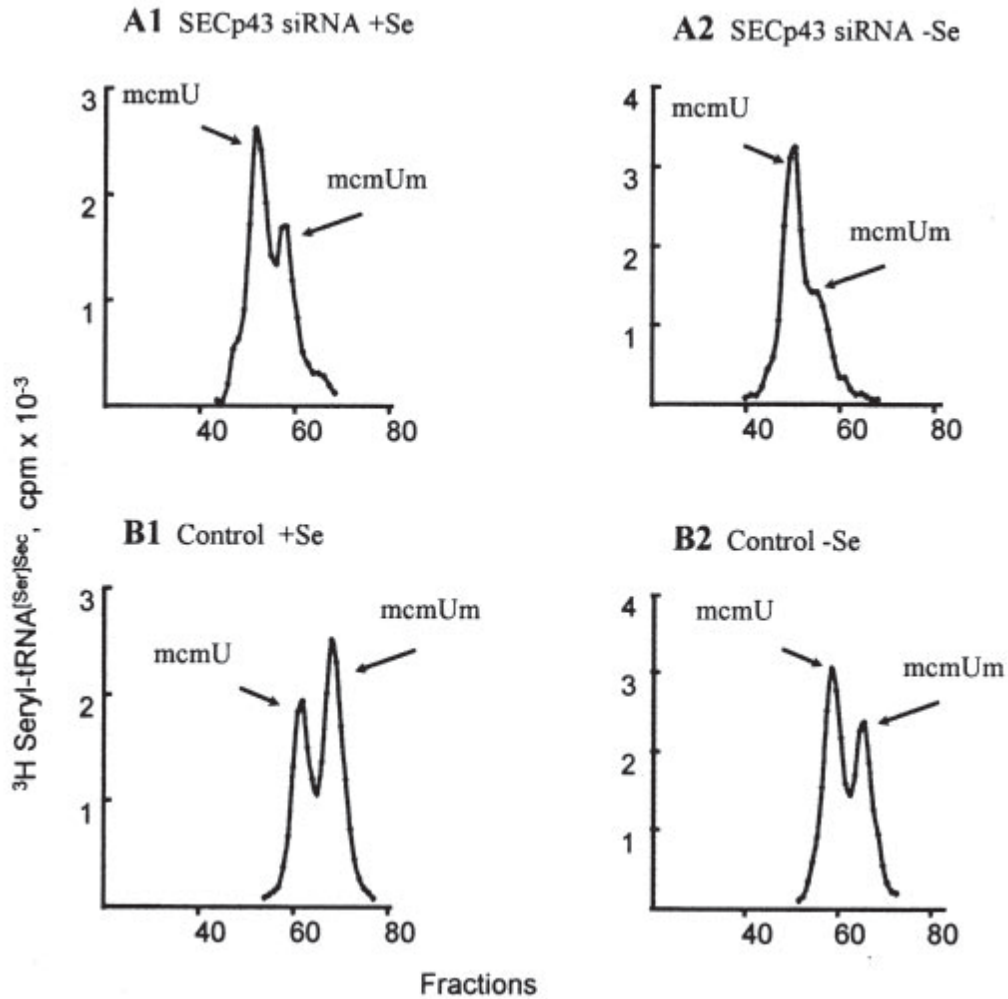 A1 SECp43 siRNA +Se
A2 SECp43 siRNA -Se
3
mcmU
mcmUm
2
1
40 60 80
4
mcmU
3
mcmUm
2
1
40 60 80
³H Seryl-tRNA[Ser]Sec, cpm x 10⁻³
B1 Control +Se
B2 Control -Se
3
mcmU
mcmUm
2
1
40 60 80
4
mcmU
3
mcmUm
2
1
40 60 80
Fractions